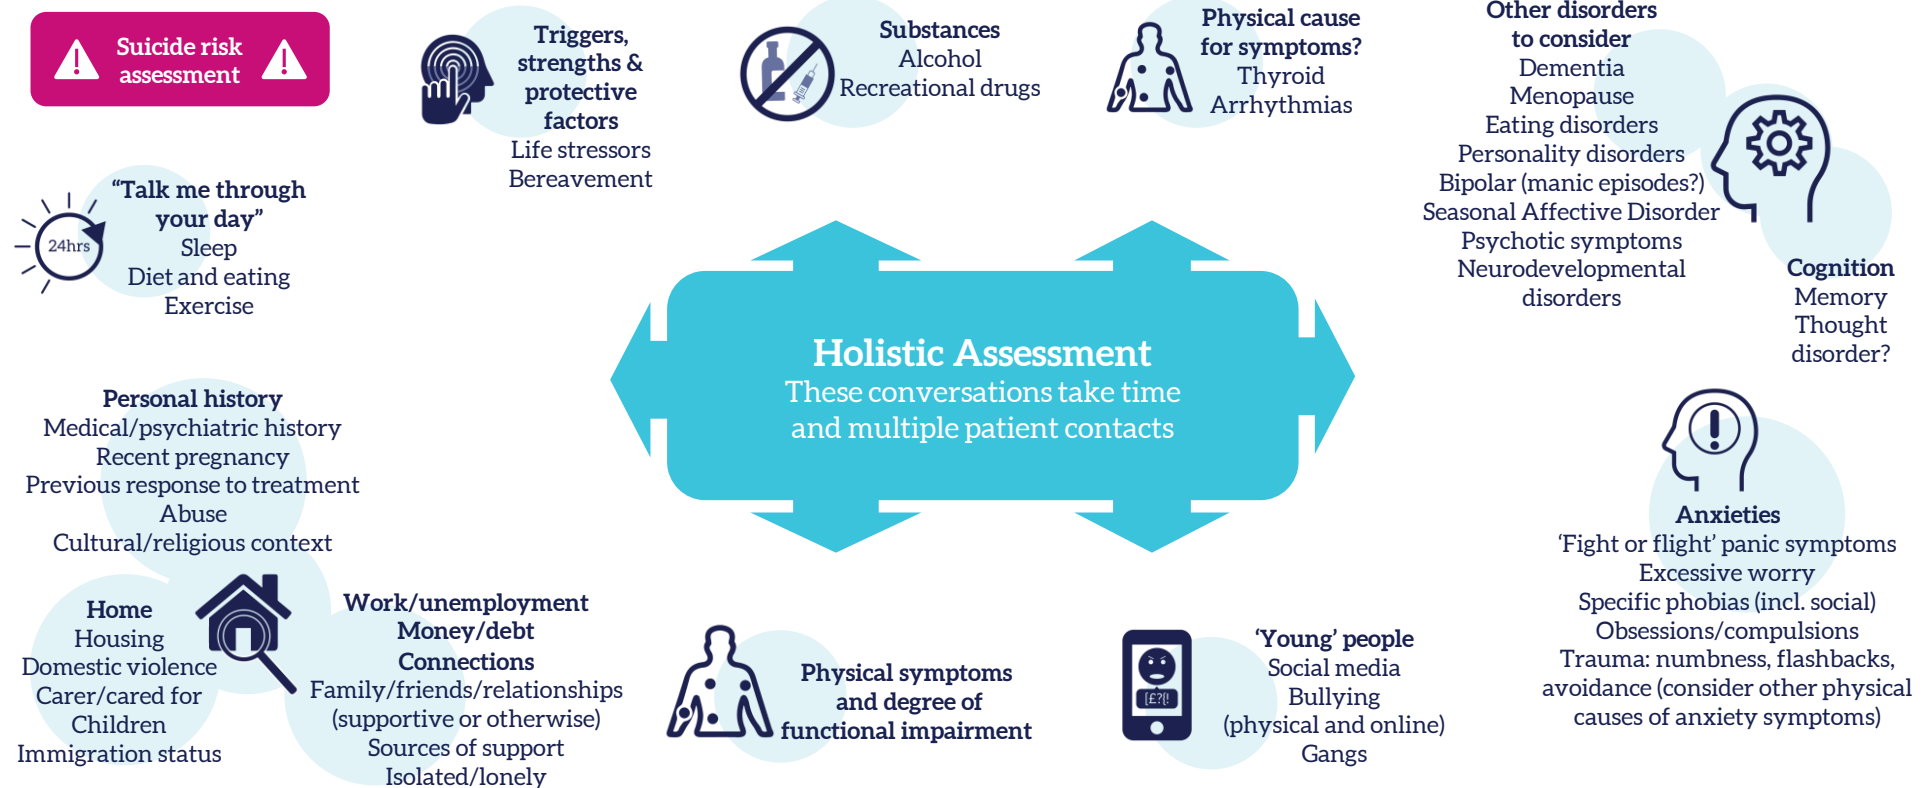 Suicide risk
assessment
Triggers,
strengths &
protective
factors
Life stressors
Bereavement
Substances
Alcohol
Recreational drugs
Physical cause
for symptoms?
Thyroid
Arrhythmias
Other disorders
to consider
Dementia
Menopause
Eating disorders
Personality disorders
Bipolar (manic episodes?)
Seasonal Affective Disorder
Psychotic symptoms
Neurodevelopmental
disorders
Cognition
Memory
Thought
disorder?
24hrs
“Talk me through
your day”
Sleep
Diet and eating
Exercise
Holistic Assessment
These conversations take time
and multiple patient contacts
Personal history
Medical/psychiatric history
Recent pregnancy
Previous response to treatment
Abuse
Cultural/religious context
Anxieties
‘Fight or flight’ panic symptoms
Excessive worry
Specific phobias (incl. social)
Obsessions/compulsions
Trauma: numbness, flashbacks,
avoidance (consider other physical
causes of anxiety symptoms)
Home
Housing
Domestic violence
Carer/cared for
Children
Immigration status
Work/unemployment
Money/debt
Connections
Family/friends/relationships
(supportive or otherwise)
Sources of support
Isolated/lonely
Physical symptoms
and degree of
functional impairment
[£?{!
‘Young’ people
Social media
Bullying
(physical and online)
Gangs